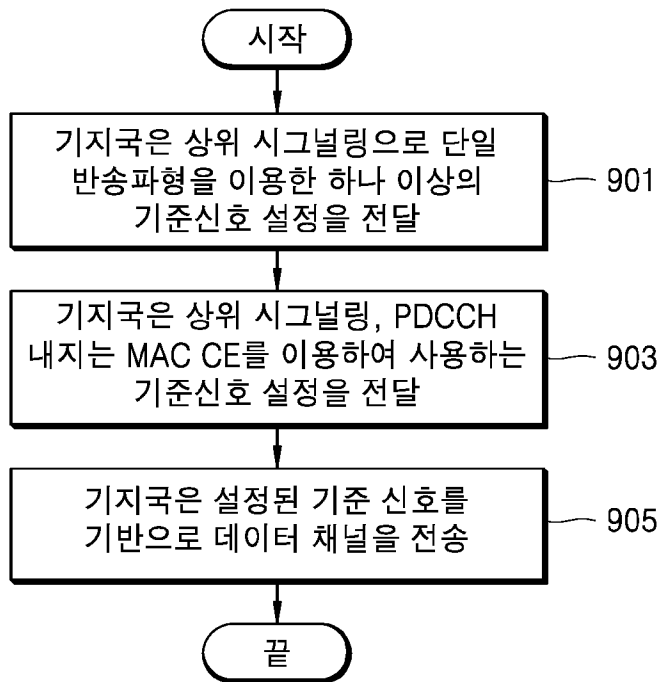 시작
기지국은 상위 시그널링으로 단일
반송파형을 이용한 하나 이상의
기준신호 설정을 전달
901
기지국은 상위 시그널링, PDCCH
내지는 MAC CE를 이용하여 사용하는
기준신호 설정을 전달
903
기지국은 설정된 기준 신호를
기반으로 데이터 채널을 전송
905
끝